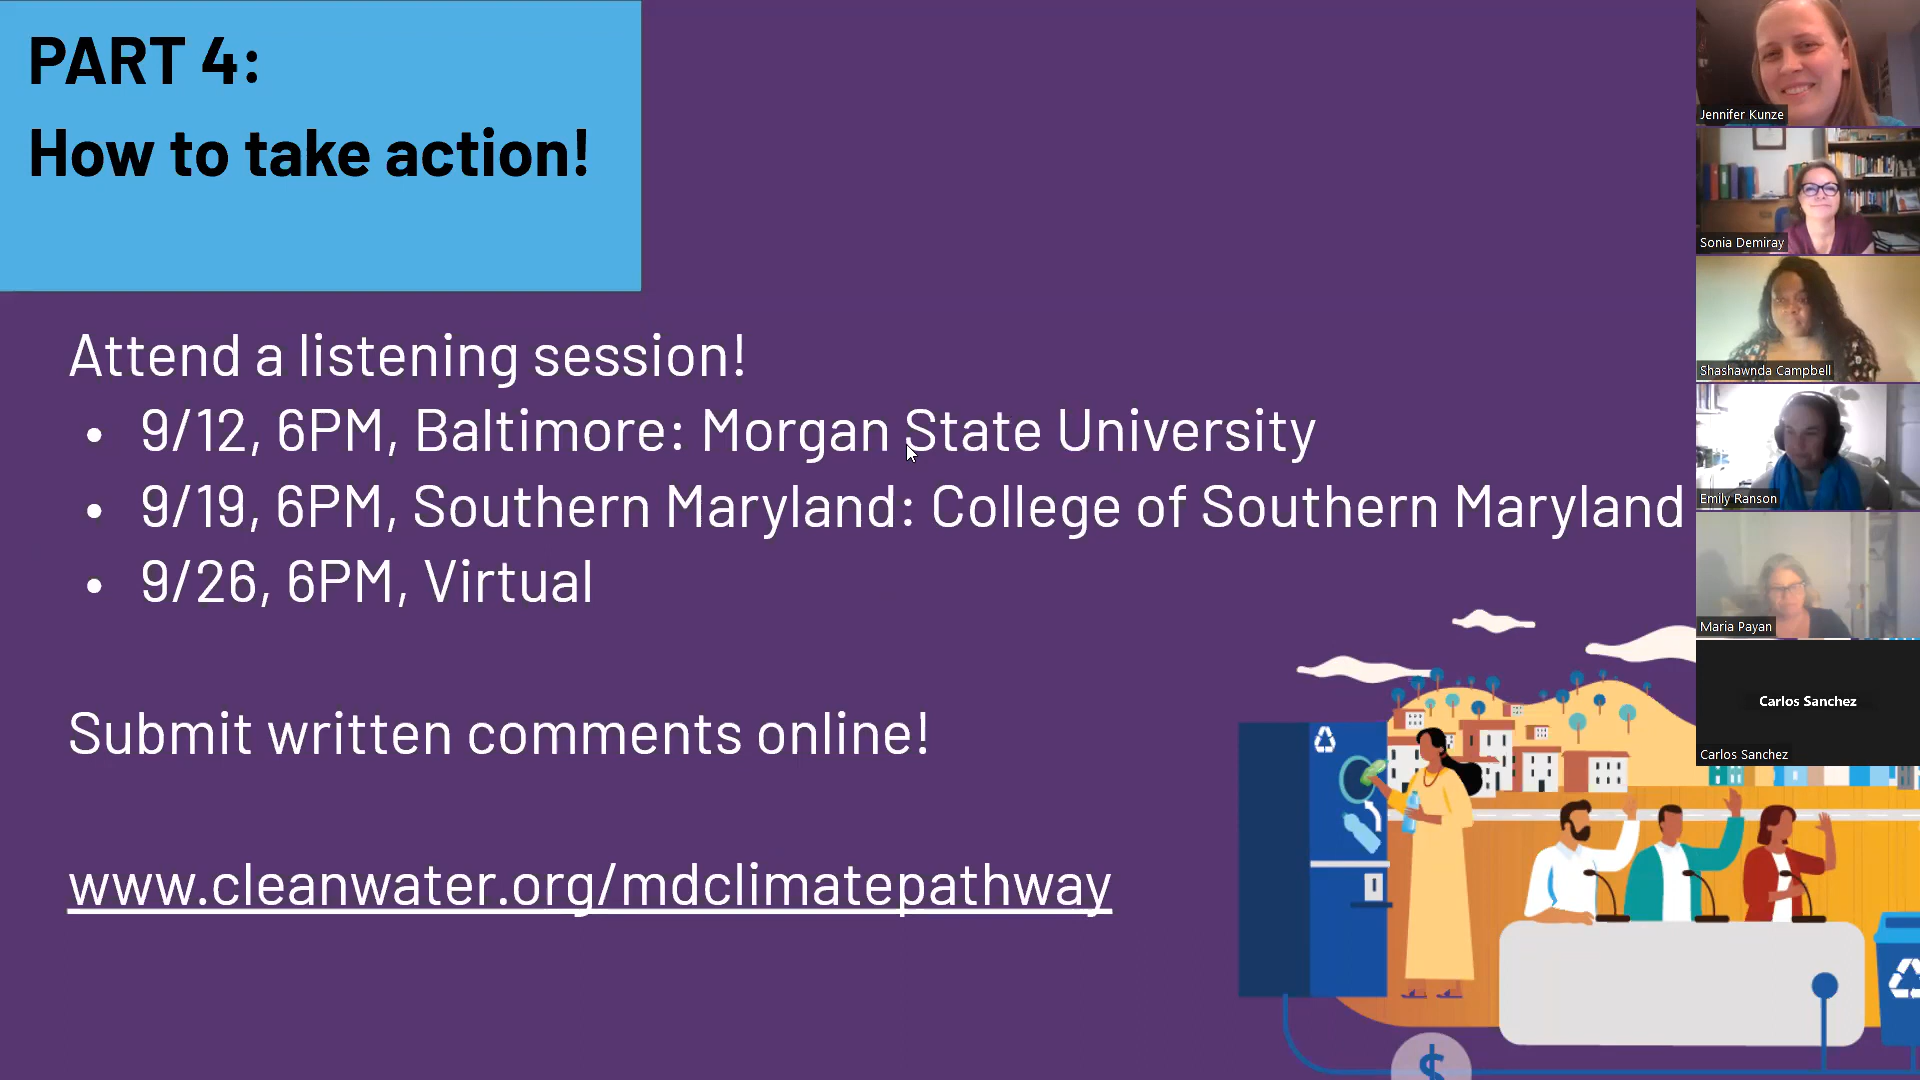 PART 4:
How to take action!
Attend a listening session!
• 9/12, 6PM, Baltimore: Morgan State University
• 9/19, 6PM, Southern Maryland: College of Southern Maryland
• 9/26, 6PM, Virtual
Submit written comments online!
www.cleanwater.org/mdclimatepathway
$
Jennifer Kunze
Sonia Demiray
Shashawnda Campbell
Emily Ranson
Maria Payan
Carlos Sanchez
Carlos Sanchez